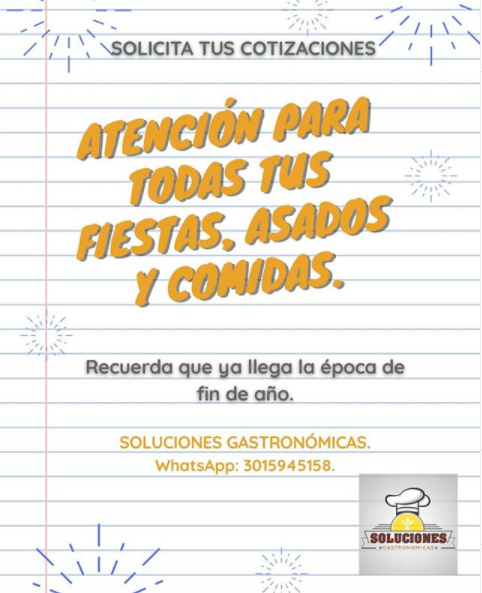 SOLICITA TUS COTIZACIONES
ATENCIÓN PARA
TODAS TUS
FIESTAS, ASADOS
Y COMIDAS.
Recuerda que ya llega la época de
fin de año.
SOLUCIONES GASTRONÓMICAS.
WhatsApp: 3015945158.
SOLUCIONES
GASTRONOMICAS